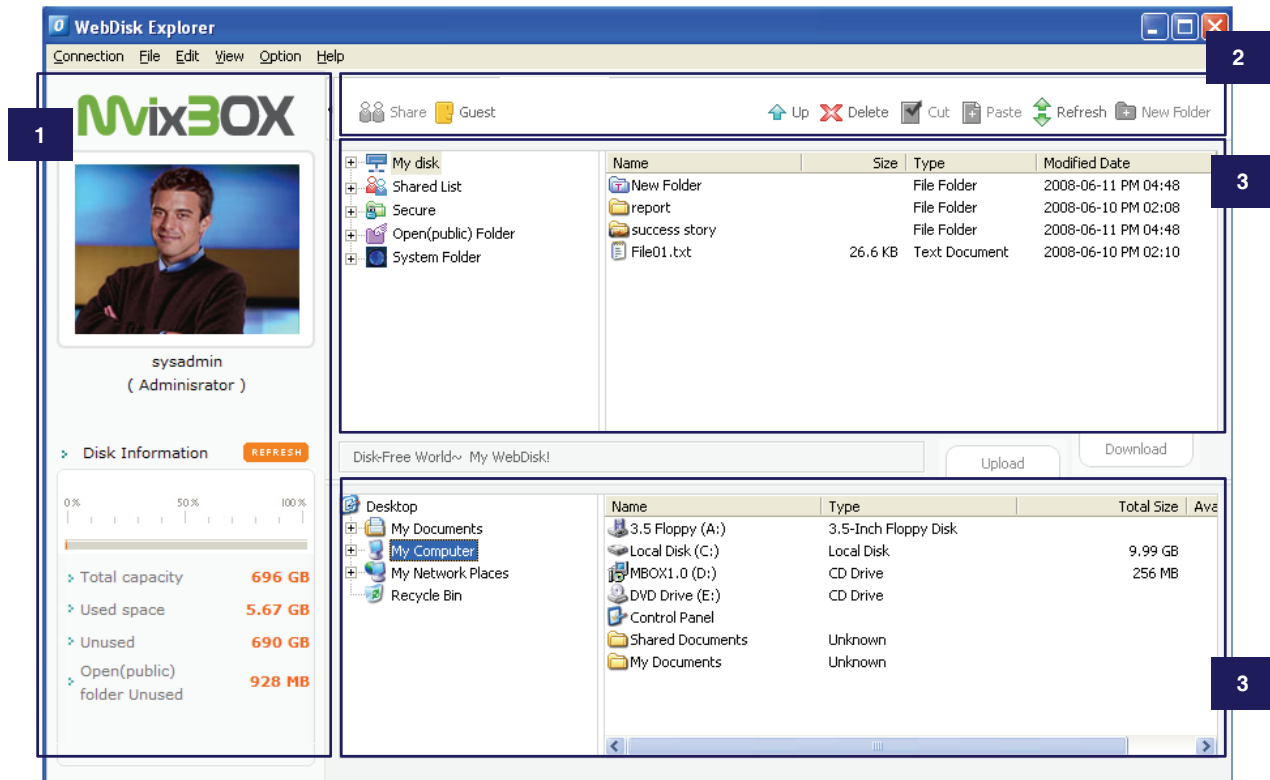 WebDisk Explorer
Connection File Edit View Option Help
2
1
MvixBOX
Share Guest Up Delete Cut Paste Refresh New Folder
3
My disk
Shared List
Secure
Open(public) Folder
System Folder
Name Size Type Modified Date
New Folder File Folder 2008-06-11 PM 04:48
report File Folder 2008-06-10 PM 02:08
success story File Folder 2008-06-11 PM 04:48
File01.txt 26.6 KB Text Document 2008-06-10 PM 02:10
sysadmin
( Adminisrator )
Disk Information REFRESH
0% 50% 100%
Total capacity 696 GB
Used space 5.67 GB
Unused 690 GB
Open(public)
folder Unused 928 MB
Disk-Free World~ My WebDisk!
Upload
Download
Desktop
My Documents
My Computer
My Network Places
Recycle Bin
Name Type Total Size Ava
3.5 Floppy (A:) 3.5-Inch Floppy Disk
Local Disk (C:) Local Disk 9.99 GB
MBOX1.0 (D:) CD Drive 256 MB
DVD Drive (E:) CD Drive
Control Panel
Shared Documents Unknown
My Documents Unknown
3